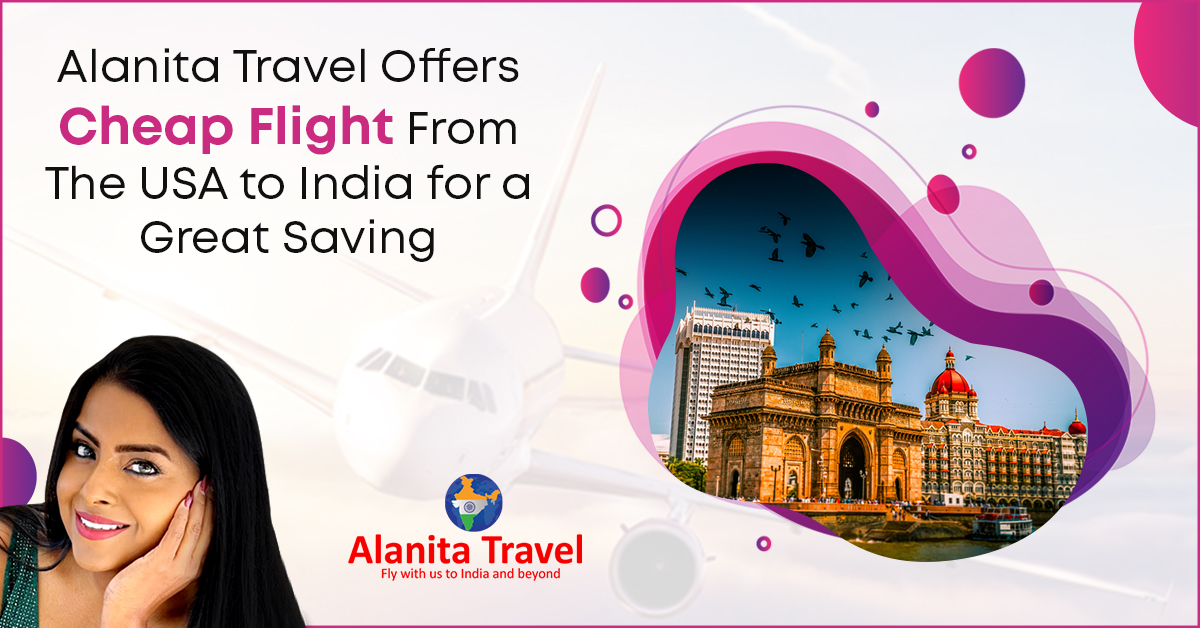 Alanita Travel Offers
Cheap Flight From
The USA to India for a
Great Saving
Alanita Travel
Fly with us to India and beyond